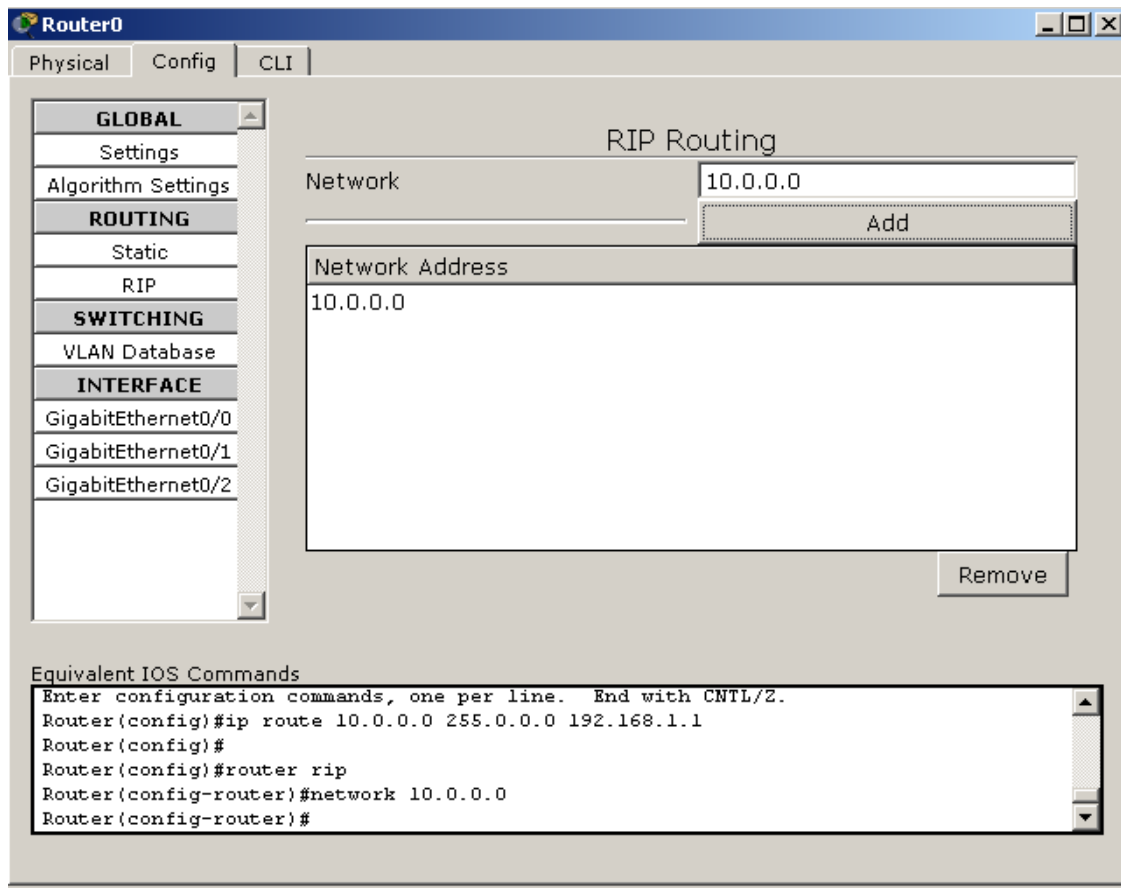 Router0
Physical Config CLI
GLOBAL
Settings
Algorithm Settings
ROUTING
Static
RIP
SWITCHING
VLAN Database
INTERFACE
GigabitEthernet0/0
GigabitEthernet0/1
GigabitEthernet0/2
RIP Routing
Network 10.0.0.0
Add
Network Address
10.0.0.0
Remove
Equivalent IOS Commands
Enter configuration commands, one per line. End with CNTL/Z.
Router(config)#ip route 10.0.0.0 255.0.0.0 192.168.1.1
Router(config)#
Router(config)#router rip
Router(config-router)#network 10.0.0.0
Router(config-router)#